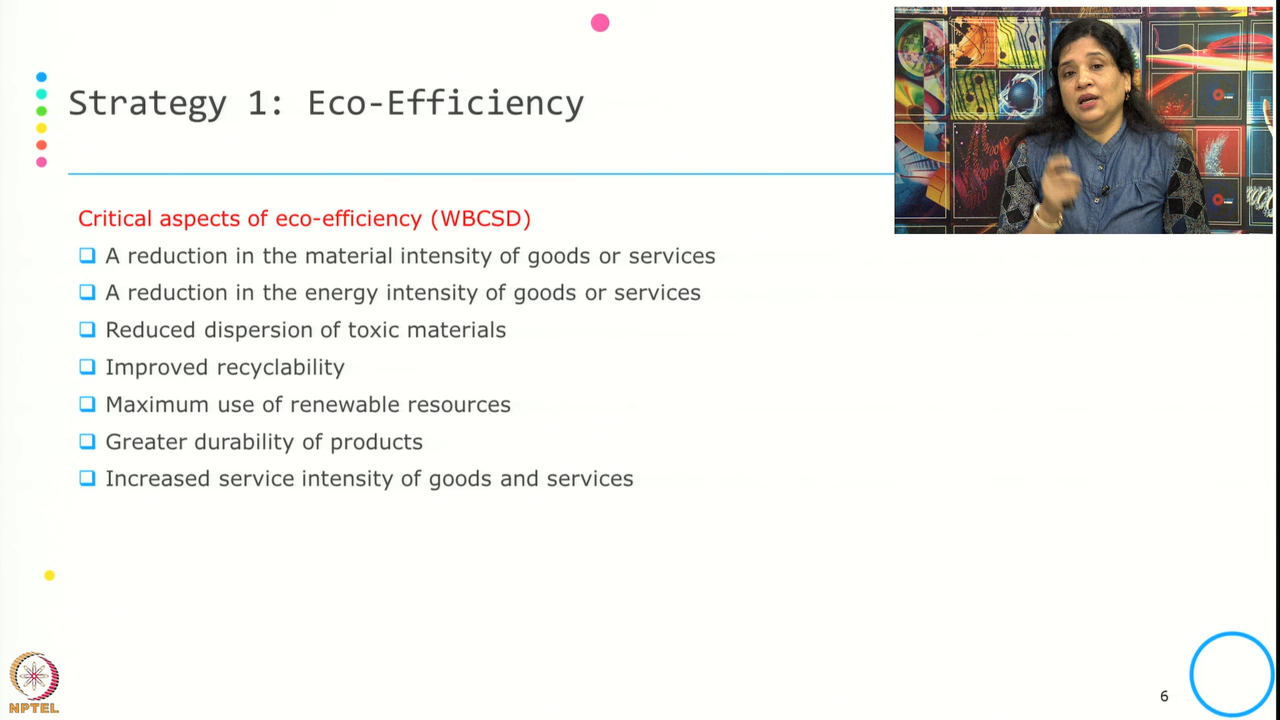 Strategy 1: Eco-Efficiency
Critical aspects of eco-efficiency (WBCSD)
A reduction in the material intensity of goods or services
A reduction in the energy intensity of goods or services
Reduced dispersion of toxic materials
Improved recyclability
Maximum use of renewable resources
Greater durability of products
Increased service intensity of goods and services
NPTEL
6